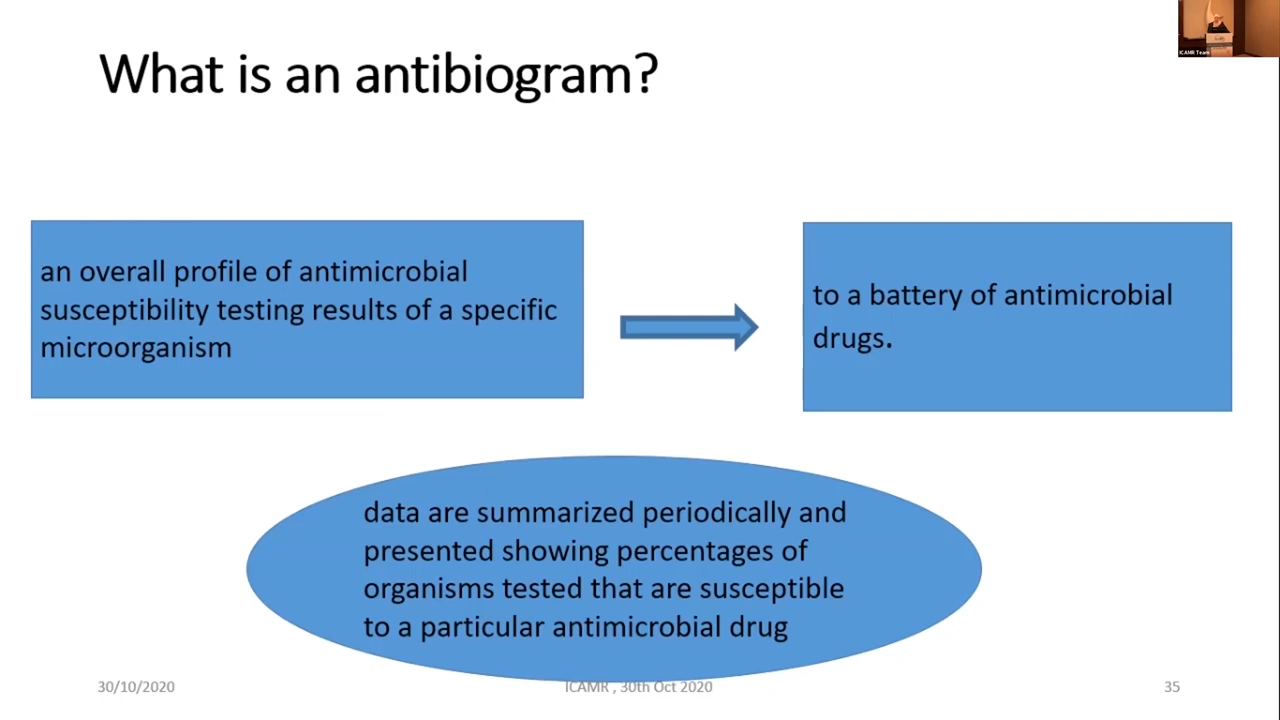 What is an antibiogram?
ICAMR Team
an overall profile of antimicrobial
susceptibility testing results of a specific
microorganism
to a battery of antimicrobial
drugs.
data are summarized periodically and
presented showing percentages of
organisms tested that are susceptible
to a particular antimicrobial drug
30/10/2020
ICAMR , 30th Oct 2020
35